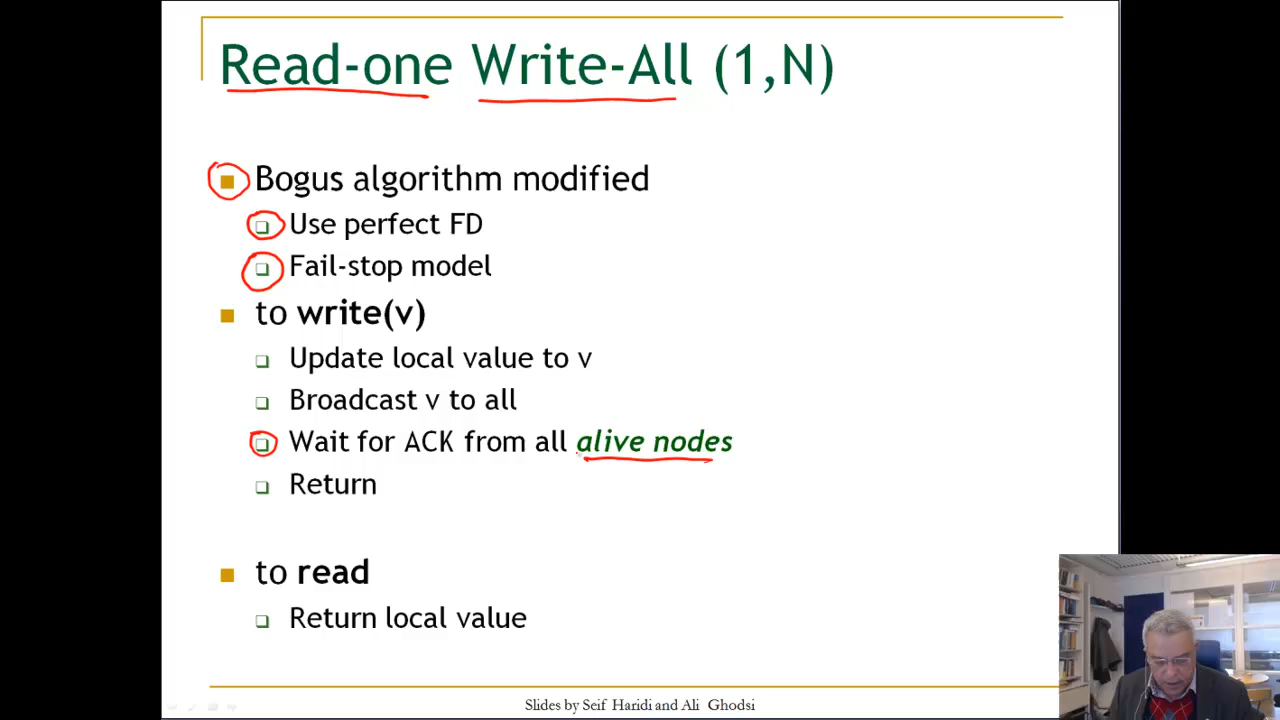 Read-one Write-All (1,N)
Bogus algorithm modified
Use perfect FD
Fail-stop model
to write(v)
Update local value to v
Broadcast v to all
Wait for ACK from all alive nodes
Return
to read
Return local value
Slides by Seif Haridi and Ali Ghodsi